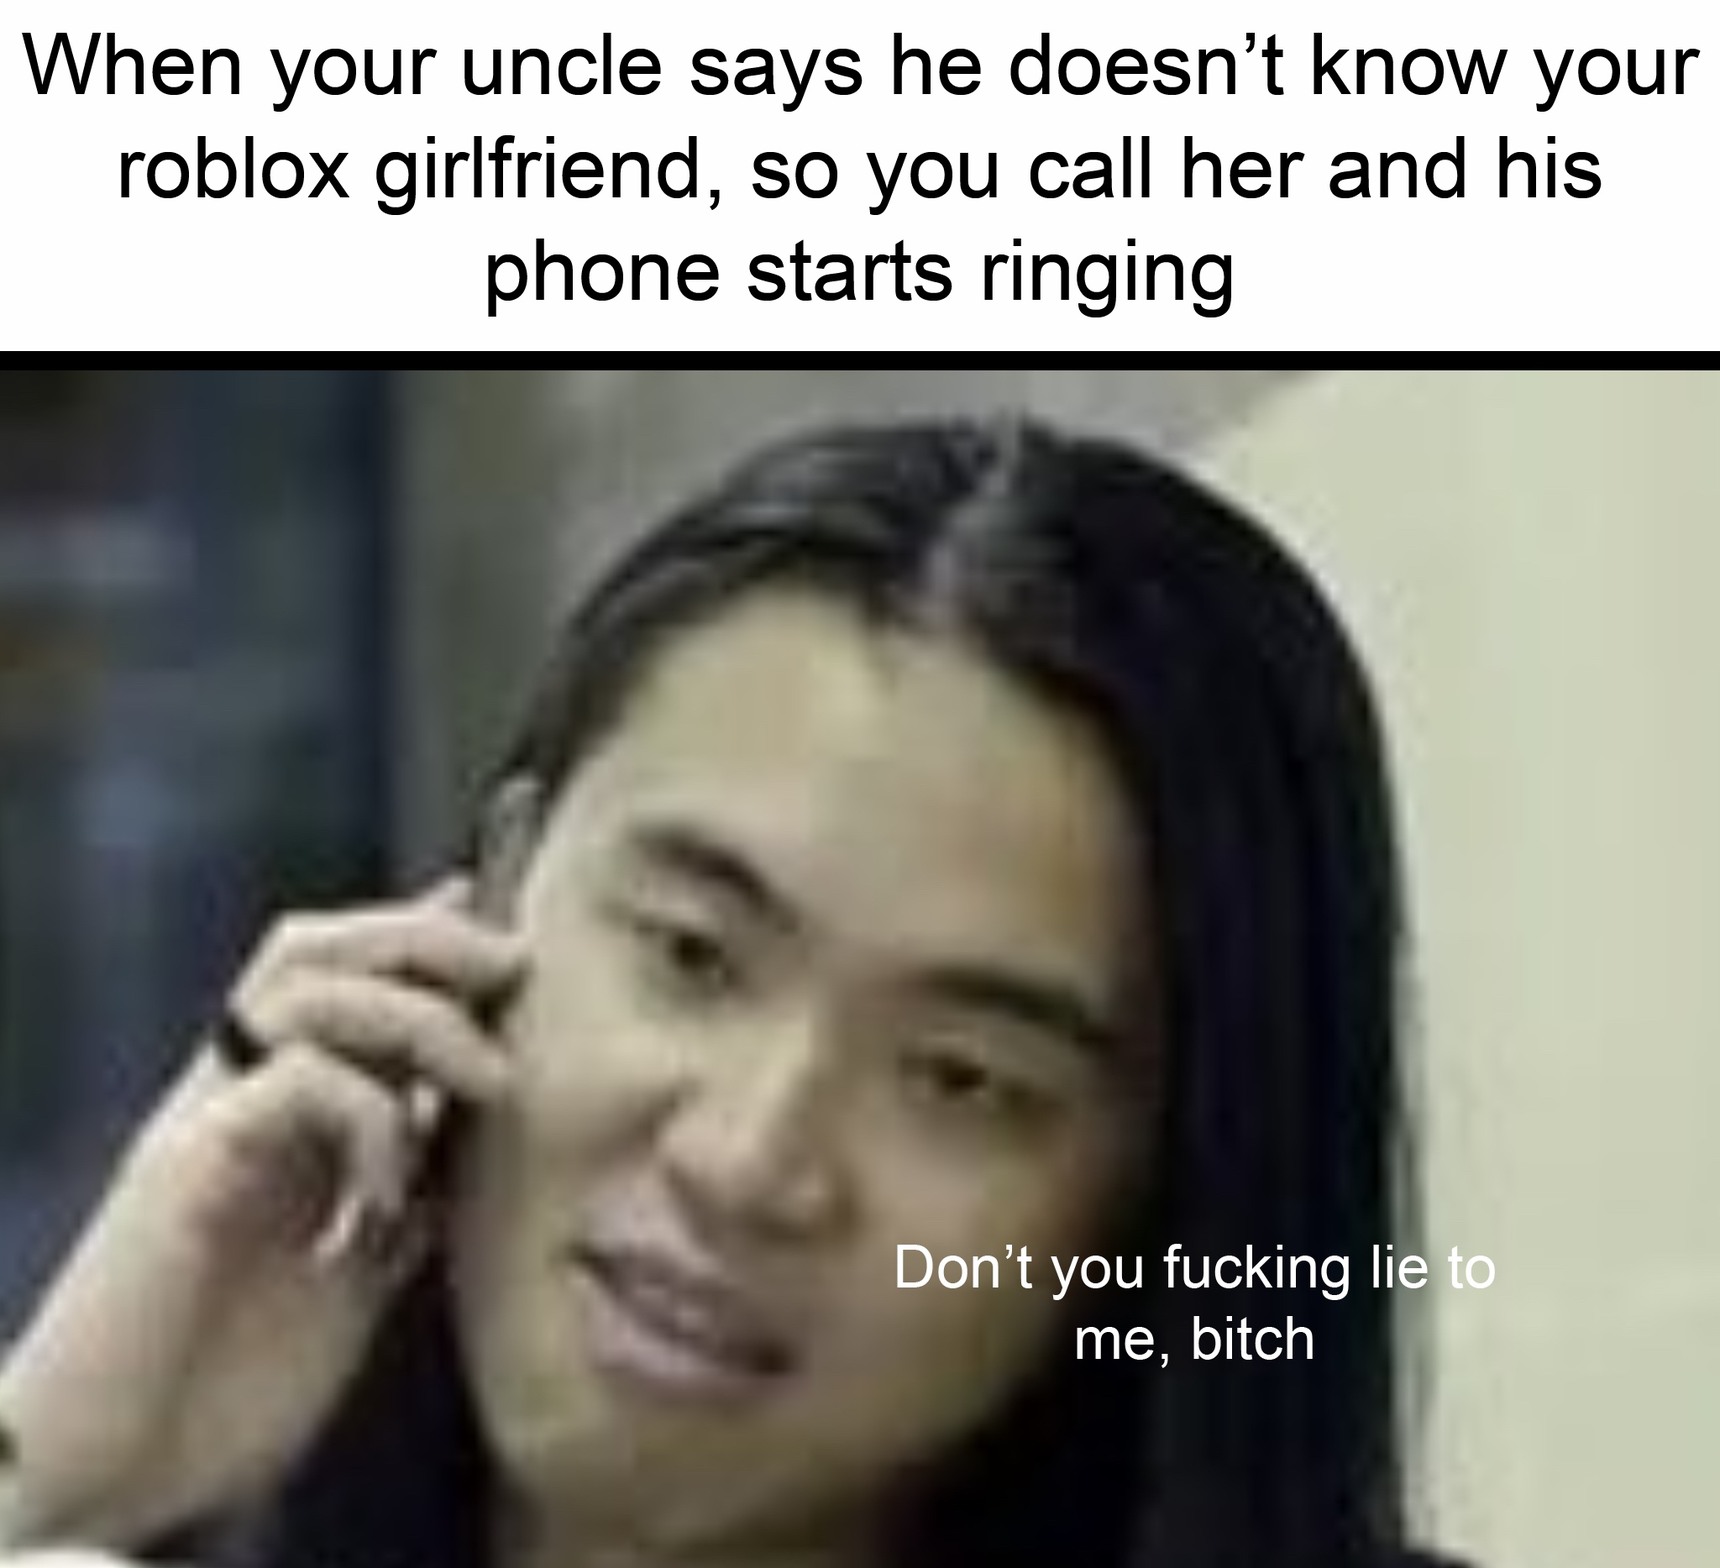 When your uncle says he doesn’t know your
roblox girlfriend, so you call her and his
phone starts ringing
Don’t you fucking lie to
me, bitch